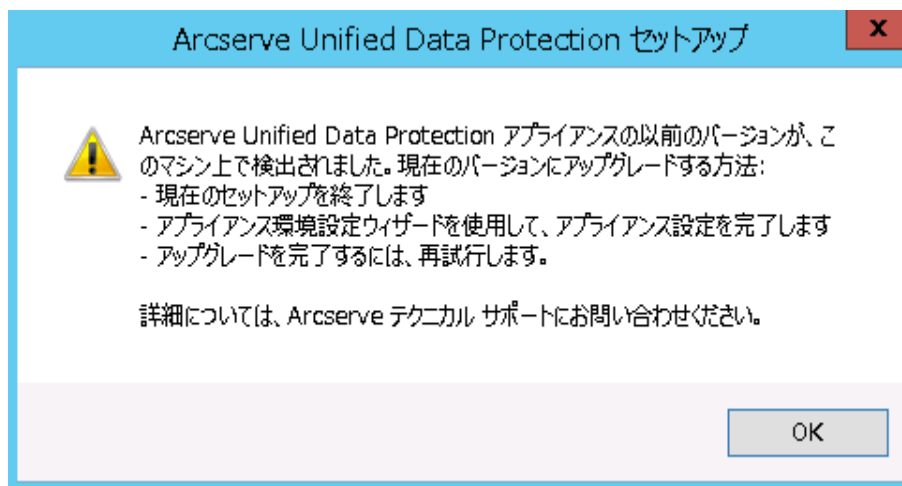 Arcserve Unified Data Protection セットアップ
Arcserve Unified Data Protection アプライアンスの以前のバージョンが、こ
のマシン上で検出されました。現在のバージョンにアップグレードする方法:
- 現在のセットアップを終了します
- アプライアンス環境設定ウィザードを使用して、アプライアンス設定を完了します
- アップグレードを完了するには、再試行します。
詳細については、Arcserve テクニカル サポートにお問い合わせください。
OK